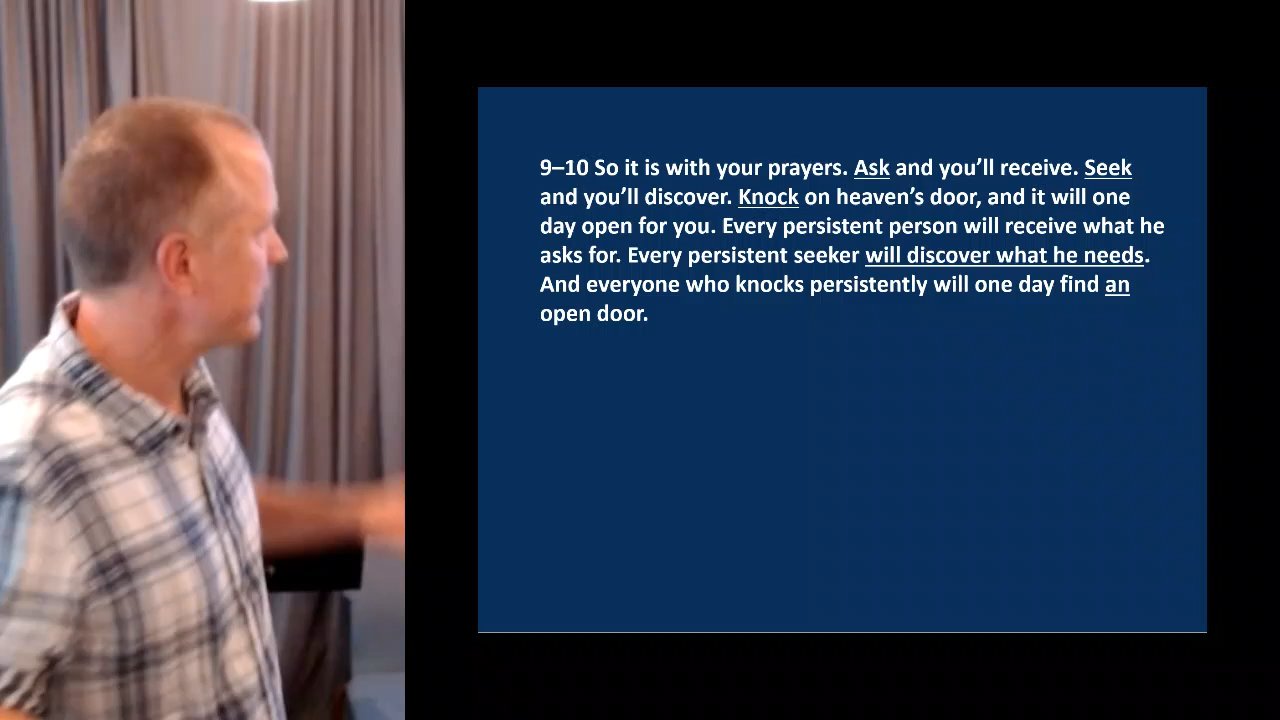 9–10 So it is with your prayers. Ask and you’ll receive. Seek
and you’ll discover. Knock on heaven’s door, and it will one
day open for you. Every persistent person will receive what he
asks for. Every persistent seeker will discover what he needs.
And everyone who knocks persistently will one day find an
open door.